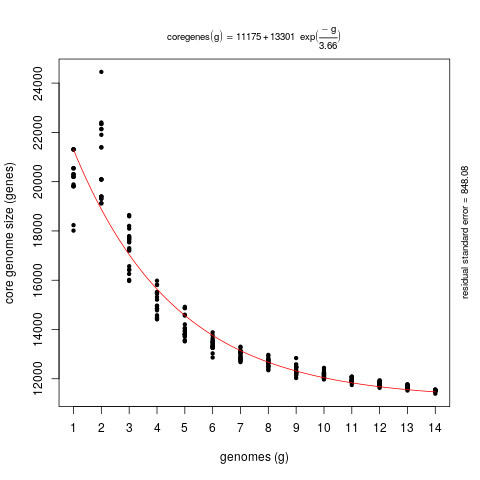 coregenes(g) = 11175 + 13301 exp(−g/3.66)
core genome size (genes)
24000
22000
20000
18000
16000
14000
12000
residual standard error = 848.08
1 2 3 4 5 6 7 8 9 10 11 12 13 14
genomes (g)